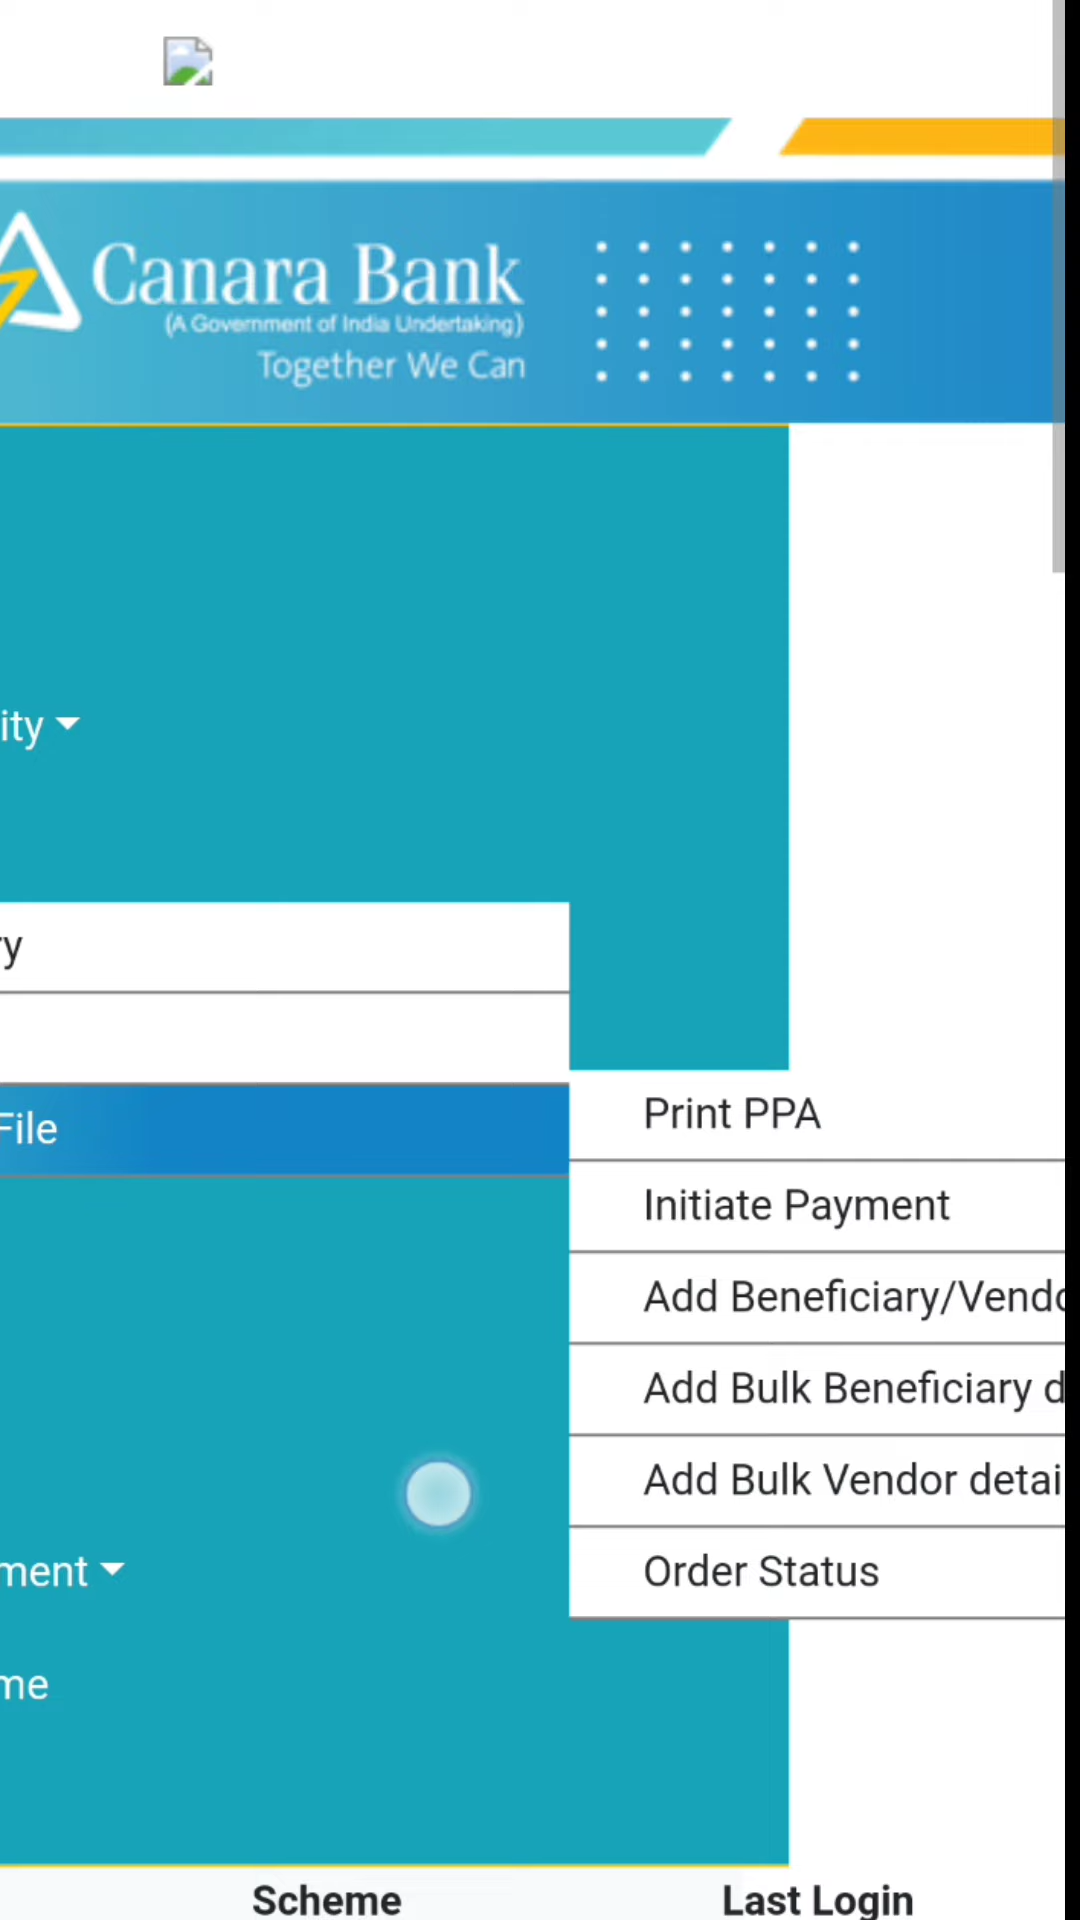 Canara Bank
(A Government of India Undertaking)
Together We Can
ity
ry
File
Print PPA
Initiate Payment
Add Beneficiary/Vendo
Add Bulk Beneficiary d
Add Bulk Vendor detai
Order Status
ment
me
Scheme
Last Login